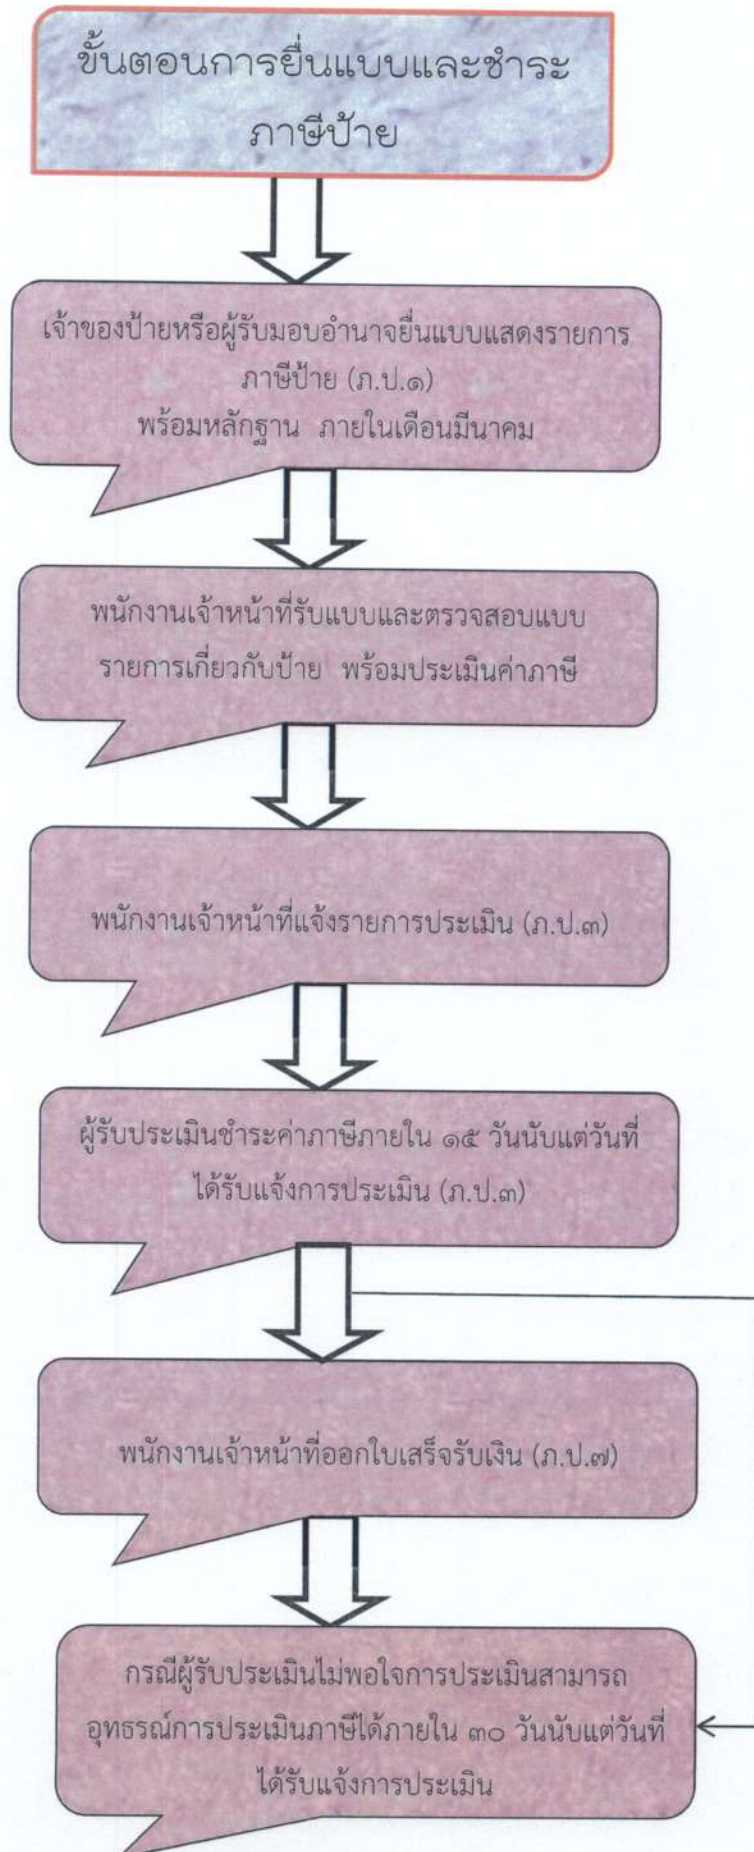 ขั้นตอนการยื่นแบบและชำระ
ภาษีป้าย
เจ้าของป้ายหรือผู้รับมอบอำนาจยื่นแบบแสดงรายการ
ภาษีป้าย (ภ.ป.๑)
พร้อมหลักฐาน ภายในเดือนมีนาคม
พนักงานเจ้าหน้าที่รับแบบและตรวจสอบแบบ
รายการเกี่ยวกับป้าย พร้อมประเมินค่าภาษี
พนักงานเจ้าหน้าที่แจ้งรายการประเมิน (ภ.ป.๓)
ผู้รับประเมินชำระค่าภาษีภายใน ๑๕ วันนับแต่วันที่
ได้รับแจ้งการประเมิน (ภ.ป.๓)
พนักงานเจ้าหน้าที่ออกใบเสร็จรับเงิน (ภ.ป.๗)
กรณีผู้รับประเมินไม่พอใจการประเมินสามารถ
อุทธรณ์การประเมินภาษีได้ภายใน ๓๐ วันนับแต่วันที่
ได้รับแจ้งการประเมิน